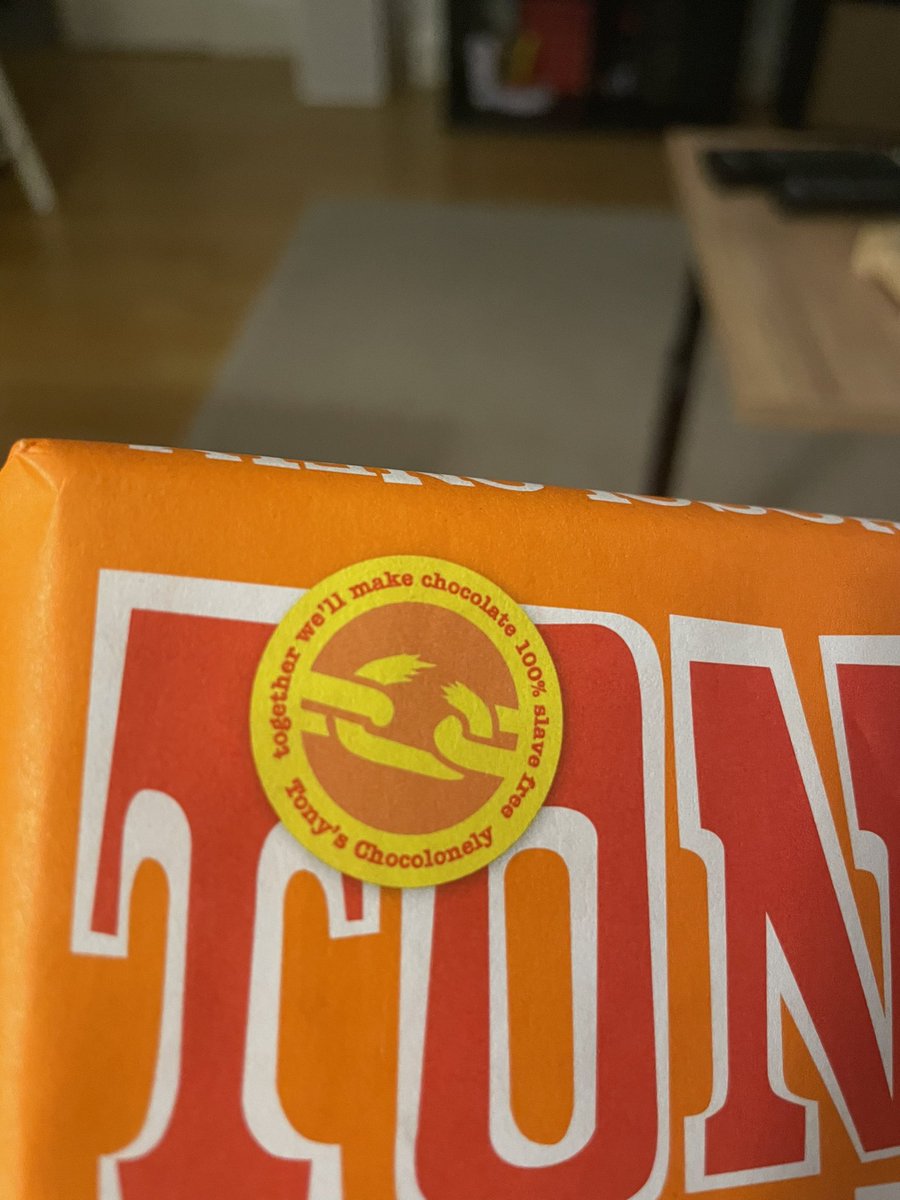 together we'll make chocolate 100% slave free
Tony's Chocolonely
TON